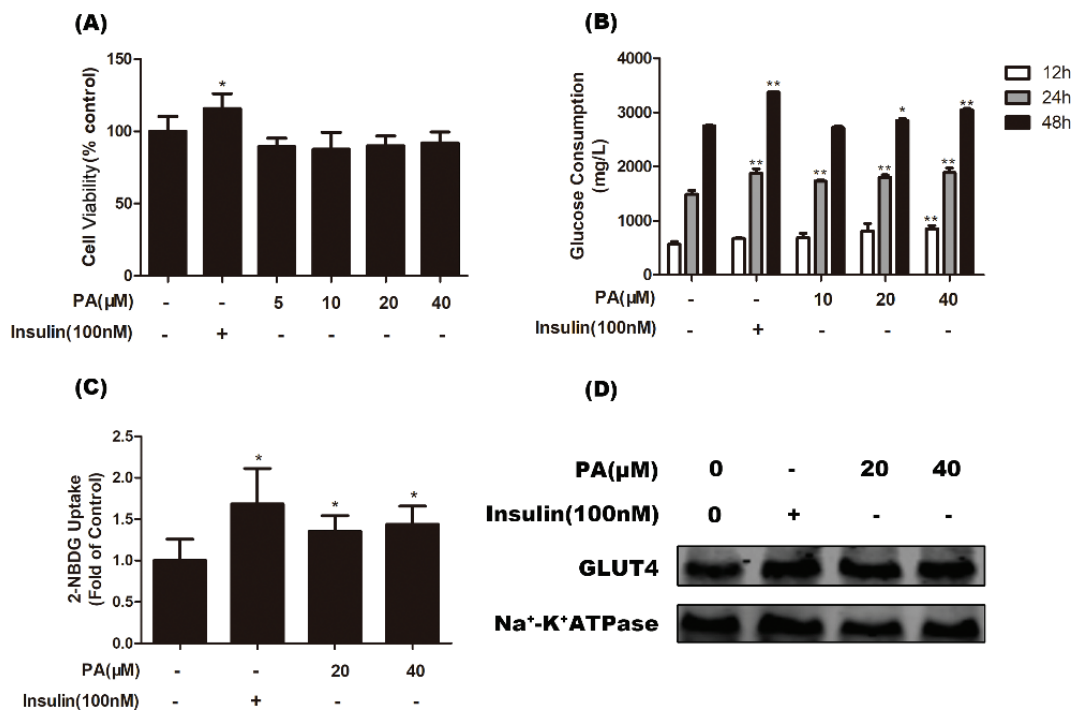 (A)
Cell Viability(% control)
150
100
50
0
*
PA(μM) - - 5 10 20 40
Insulin(100nM) - + - - - -
(B)
Glucose Consumption
(mg/L)
4000
3000
2000
1000
0
** ** ** ** * ** ** **
12h
24h
48h
PA(μM) - - 10 20 40
Insulin(100nM) - + - - -
(C)
2-NBDG Uptake
(Fold of Control)
2.5
2.0
1.5
1.0
0.5
0.0
* * *
PA(μM) - - 20 40
Insulin(100nM) - + - -
(D)
PA(μM) 0 - 20 40
Insulin(100nM) 0 + - -
GLUT4
Na⁺-K⁺ATPase